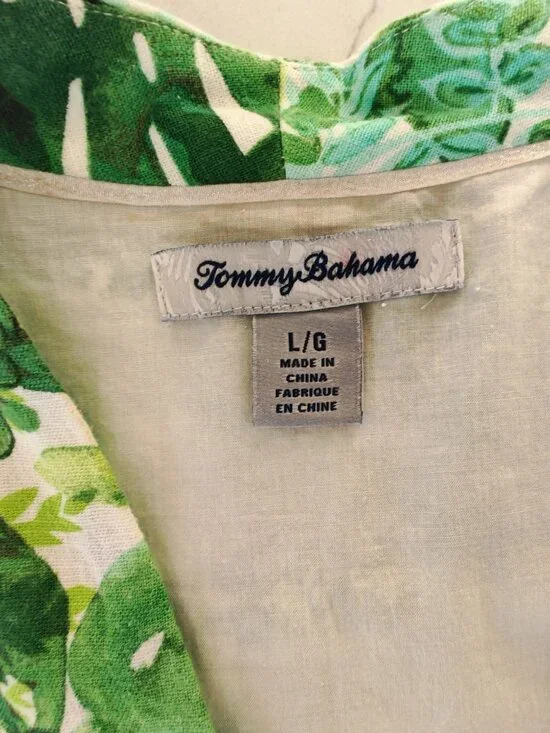 Tommy Bahama
L/G
MADE IN
CHINA
FABRIQUE
EN CHINE